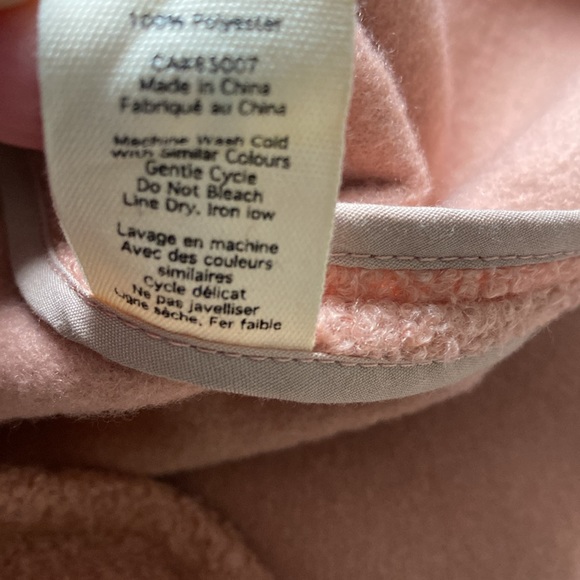 100% Polyester
CA#63007
Made in China
Fabriqué au China
Machine Wash Cold
With Similar Colours
Gentle Cycle
Do Not Bleach
Line Dry, Iron low
Lavage en machine
Avec des couleurs
similaires
Cycle délicat
Ne pas javelliser
Ligne sèche, Fer faible